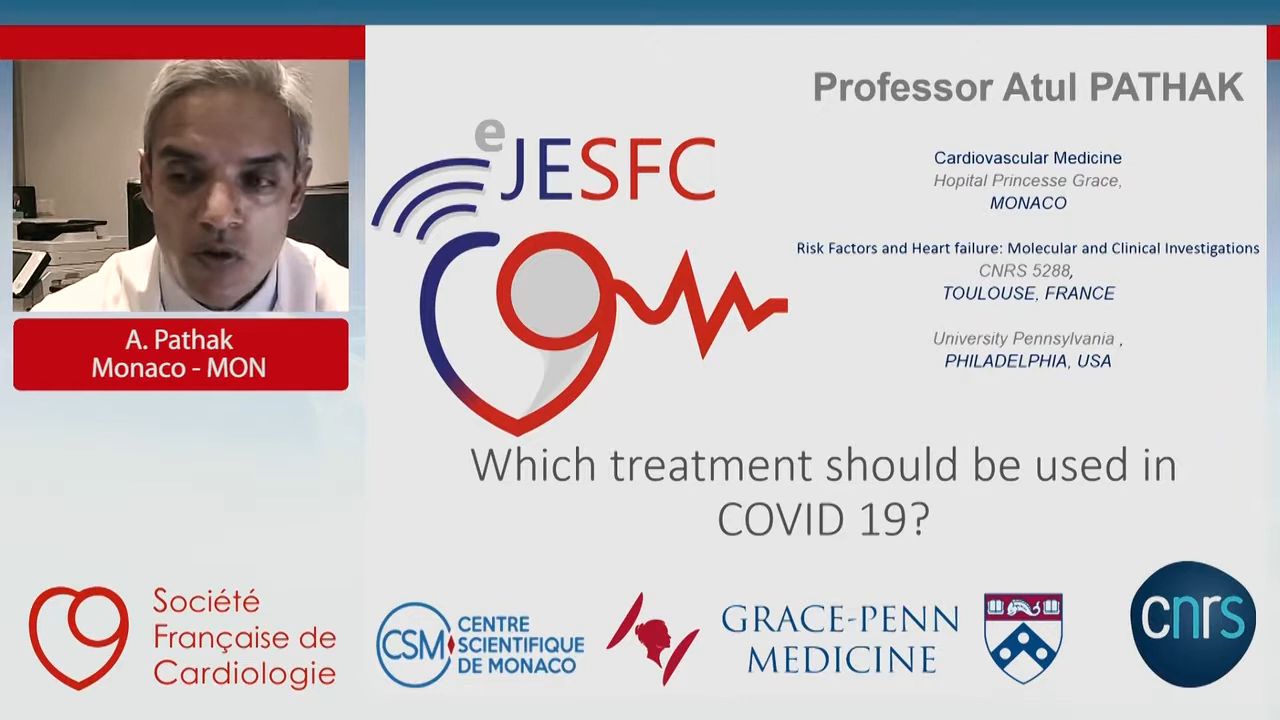 Professor Atul PATHAK
e
JESFC
Cardiovascular Medicine
Hopital Princesse Grace,
MONACO
Risk Factors and Heart failure: Molecular and Clinical Investigations
CNRS 5288,
TOULOUSE, FRANCE
University Pennsylvania ,
PHILADELPHIA, USA
A. Pathak
Monaco - MON
Which treatment should be used in
COVID 19?
Société
Française de
Cardiologie
CSM
CENTRE
SCIENTIFIQUE
DE MONACO
GRACE-PENN
MEDICINE
cnrs